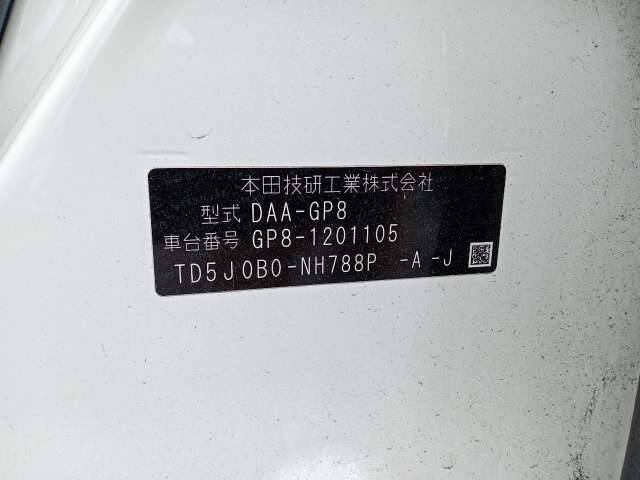 本田技研工業株式会社
型式 DAA-GP8
車台番号 GP8-1201105
TD5J0B0-NH788P -A -J